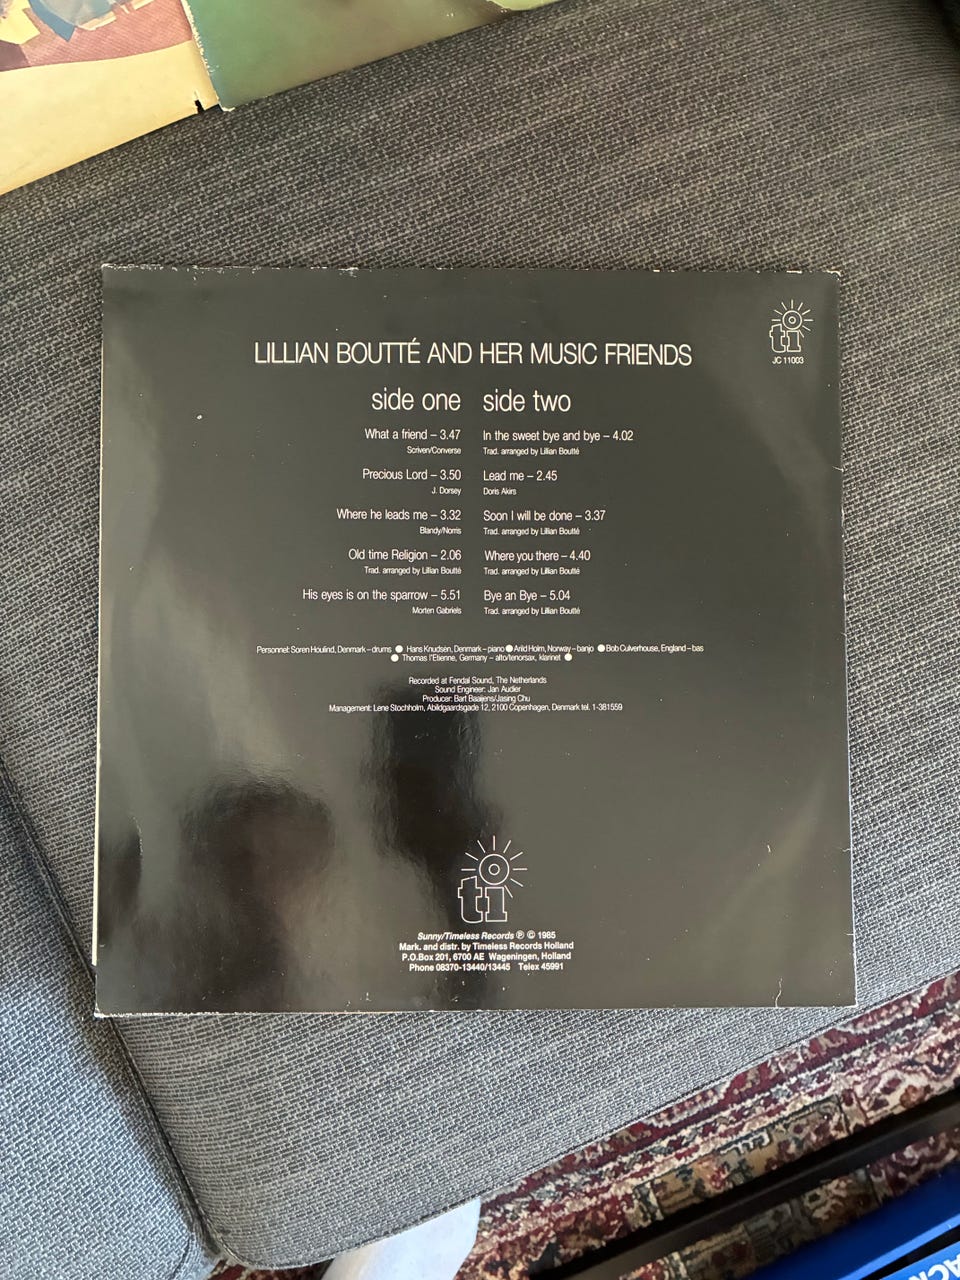 ti
JC 11003
LILLIAN BOUTTÉ AND HER MUSIC FRIENDS
side one
What a friend – 3.47
Scriven/Converse
Precious Lord – 3.50
J. Dorsey
Where he leads me – 3.32
Blandy/Norris
Old time Religion – 2.06
Trad. arranged by Lillian Boutté
His eyes is on the sparrow – 5.51
Morten Gabriels
side two
In the sweet bye and bye – 4.02
Trad. arranged by Lillian Boutté
Lead me – 2.45
Doris Akirs
Soon I will be done – 3.37
Trad. arranged by Lillian Boutté
Where you there – 4.40
Trad. arranged by Lillian Boutté
Bye an Bye – 5.04
Trad. arranged by Lillian Boutté
Personnet: Soren Houlind, Denmark – drums ● Hans Knudsen, Denmark – piano ● Arild Holm, Norway – banjo ● Bob Culverhouse, England – bas
● Thomas l'Etienne, Germany – alto/tenorsax, klarinet ●
Recorded at Fendal Sound, The Netherlands
Sound Engineer: Jan Audier
Producer: Bart Baaijens/Jasing Chu
Management: Lene Stochholm, Abildgaardsgade 12, 2100 Copenhagen, Denmark tel. 1-381559
ti
Sunny/Timeless Records ℗ © 1985
Mark. and distr. by Timeless Records Holland
P.O.Box 201, 6700 AE Wageningen, Holland
Phone 08370-13440/13445 Telex 45991